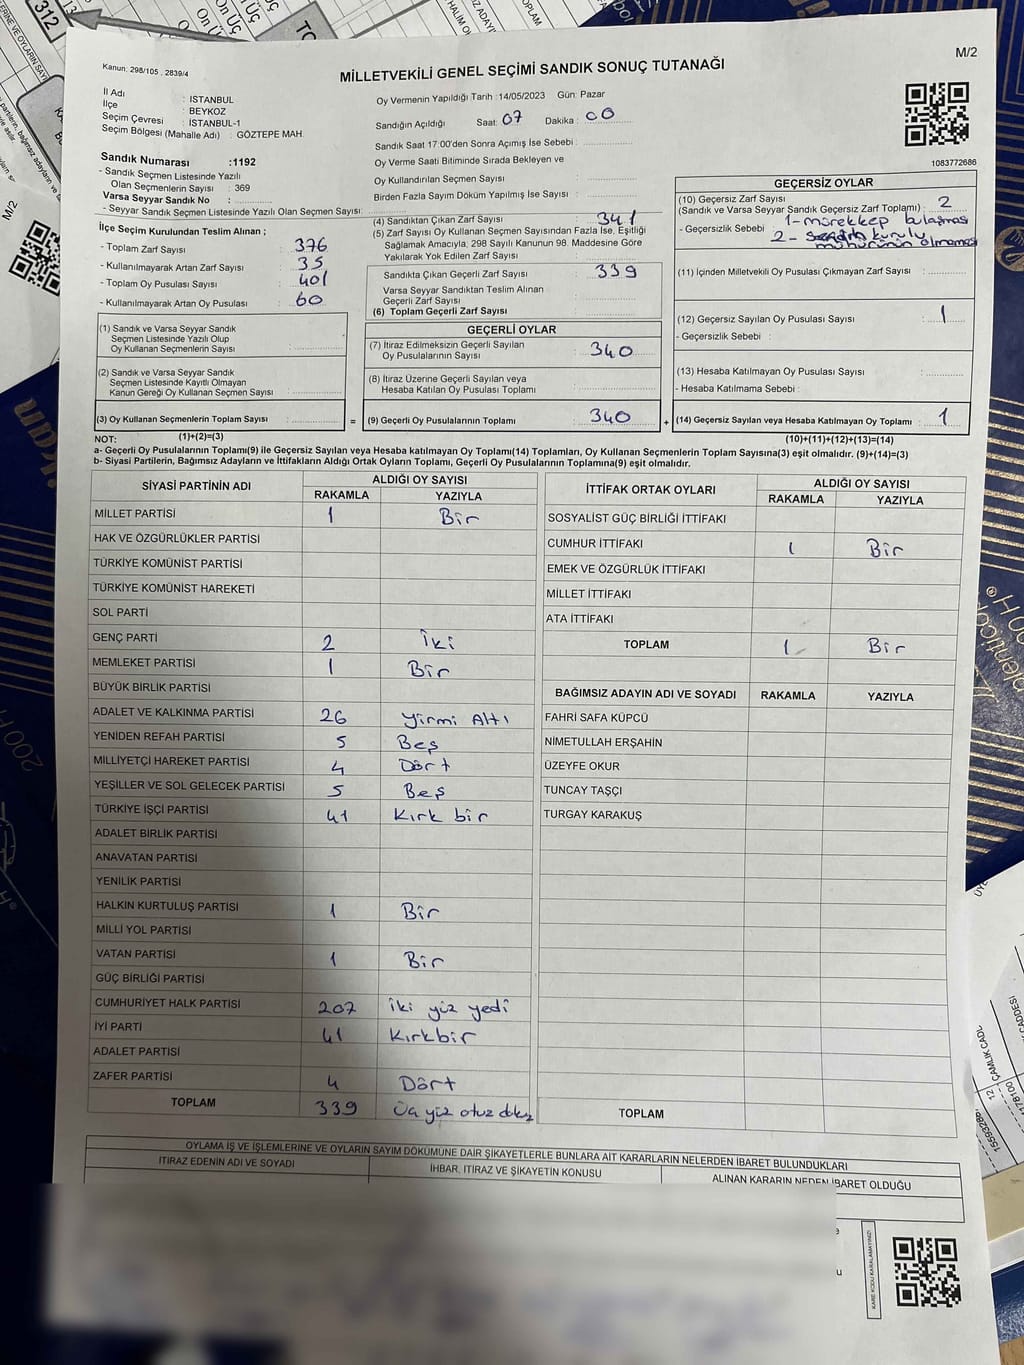 312
M/2
Kanun: 298/105 . 2839/4
MİLLETVEKİLİ GENEL SEÇİMİ SANDIK SONUÇ TUTANAĞI
M/2
İl Adı : İSTANBUL
İlçe : BEYKOZ
Seçim Çevresi : İSTANBUL-1
Seçim Bölgesi (Mahalle Adı) : GÖZTEPE MAH.
Sandık Numarası :1192
- Sandık Seçmen Listesinde Yazılı
Olan Seçmenlerin Sayısı : 369
Varsa Seyyar Sandık No :
- Seyyar Sandık Listesinde Yazılı Olan Seçmen Sayısı:
İlçe Seçim Kurulundan Teslim Alınan ;
- Toplam Zarf Sayısı : 376
- Kullanılmayarak Artan Zarf Sayısı : 35
- Toplam Oy Pusulası Sayısı : 401
- Kullanılmayarak Artan Oy Pusulası : 60
(1) Sandık ve Varsa Seyyar Sandık
Seçmen Listesinde Yazılı Olup
Oy Kullanan Seçmenlerin Sayısı :
(2) Sandık ve Varsa Seyyar Sandık
Seçmen Listesinde Kayıtlı Olmayan
Kanun Gereği Oy Kullanan Seçmen Sayısı :
(3) Oy Kullanan Seçmenlerin Toplam Sayısı :
(1)+(2)=(3)
Oy Vermenin Yapıldığı Tarih :14/05/2023 Gün: Pazar
Sandığın Açıldığı Saat: 07 Dakika : 00
Sandık Saat 17:00'den Sonra Açımış İse Sebebi :
Oy Verme Saati Bitiminde Sırada Bekleyen ve
Oy Kullandırılan Seçmen Sayısı :
Birden Fazla Sayım Döküm Yapılmış İse Sayısı :
(4) Sandıktan Çıkan Zarf Sayısı : 341
(5) Zarf Sayısı Oy Kullanan Seçmen Sayısından Fazla İse, Eşitliği
Sağlamak Amacıyla, 298 Sayılı Kanunun 98. Maddesine Göre
Yakılarak Yok Edilen Zarf Sayısı :
Sandıkta Çıkan Geçerli Zarf Sayısı : 339
Varsa Seyyar Sandıktan Teslim Alınan
Geçerli Zarf Sayısı :
(6) Toplam Geçerli Zarf Sayısı :
GEÇERLİ OYLAR
(7) İtiraz Edilmeksizin Geçerli Sayılan
Oy Pusulalarının Sayısı : 340
(8) İtiraz Üzerine Geçerli Sayılan veya
Hesaba Katılan Oy Pusulası Toplamı :
= (9) Geçerli Oy Pusulalarının Toplamı : 340
1083772686
GEÇERSİZ OYLAR
(10) Geçersiz Zarf Sayısı
(Sandık ve Varsa Seyyar Sandık Geçersiz Zarf Toplamı) : 2
- Geçersizlik Sebebi : 1- mürekkep bulaşması
2- Sandık kurulu
mührünün olmaması
(11) İçinden Milletvekili Oy Pusulası Çıkmayan Zarf Sayısı :
(12) Geçersiz Sayılan Oy Pusulası Sayısı : 1
- Geçersizlik Sebebi :
(13) Hesaba Katılmayan Oy Pusulası Sayısı :
- Hesaba Katılmama Sebebi :
+ (14) Geçersiz Sayılan veya Hesaba Katılmayan Oy Toplamı : 1
(10)+(11)+(12)+(13)=(14)
NOT:
a- Geçerli Oy Pusulalarının Toplamı(9) ile Geçersiz Sayılan veya Hesaba katılmayan Oy Toplamı(14) Toplamları, Oy Kullanan Seçmenlerin Toplam Sayısına(3) eşit olmalıdır. (9)+(14)=(3)
b- Siyasi Partilerin, Bağımsız Adayların ve İttifakların Aldığı Ortak Oyların Toplamı, Geçerli Oy Pusulalarının Toplamına(9) eşit olmalıdır.
SİYASİ PARTİNİN ADI ALDIĞI OY SAYISI
RAKAMLA YAZIYLA
MİLLET PARTİSİ 1 Bir
HAK VE ÖZGÜRLÜKLER PARTİSİ
TÜRKİYE KOMÜNİST PARTİSİ
TÜRKİYE KOMÜNİST HAREKETİ
SOL PARTİ
GENÇ PARTİ 2 İki
MEMLEKET PARTİSİ 1 Bir
BÜYÜK BİRLİK PARTİSİ
ADALET VE KALKINMA PARTİSİ 26 Yirmi Altı
YENİDEN REFAH PARTİSİ 5 Beş
MİLLİYETÇİ HAREKET PARTİSİ 4 Dört
YEŞİLLER VE SOL GELECEK PARTİSİ 5 Beş
TÜRKİYE İŞÇİ PARTİSİ 41 Kırk bir
ADALET BİRLİK PARTİSİ
ANAVATAN PARTİSİ
YENİLİK PARTİSİ
HALKIN KURTULUŞ PARTİSİ 1 Bir
MİLLİ YOL PARTİSİ
VATAN PARTİSİ 1 Bir
GÜÇ BİRLİĞİ PARTİSİ
CUMHURİYET HALK PARTİSİ 207 İki yüz yedi
İYİ PARTİ 41 Kırkbir
ADALET PARTİSİ
ZAFER PARTİSİ 4 Dört
TOPLAM 339 Üç yüz otuz dokuz
İTTİFAK ORTAK OYLARI ALDIĞI OY SAYISI
RAKAMLA YAZIYLA
SOSYALİST GÜÇ BİRLİĞİ İTTİFAKI
CUMHUR İTTİFAKI 1 Bir
EMEK VE ÖZGÜRLÜK İTTİFAKI
MİLLET İTTİFAKI
ATA İTTİFAKI
TOPLAM 1 Bir
BAĞIMSIZ ADAYIN ADI VE SOYADI RAKAMLA YAZIYLA
FAHRİ SAFA KÜPCÜ
NİMETULLAH ERŞAHİN
ÜZEYFE OKUR
TUNCAY TAŞÇI
TURGAY KARAKUŞ
TOPLAM
OYLAMA İŞ VE İŞLEMLERİNE VE OYLARIN SAYIM DÖKÜMÜNE DAİR ŞİKAYETLERLE BUNLARA AİT KARARLARIN NELERDEN İBARET BULUNDUKLARI
İTİRAZ EDENİN ADI VE SOYADI İHBAR. İTİRAZ VE ŞİKAYETİN KONUSU ALINAN KARARIN NEDEN İBARET OLDUĞU
KARE KODU KARALAMAYINIZ!
ÇAMLIK CAD.
CADDESİ